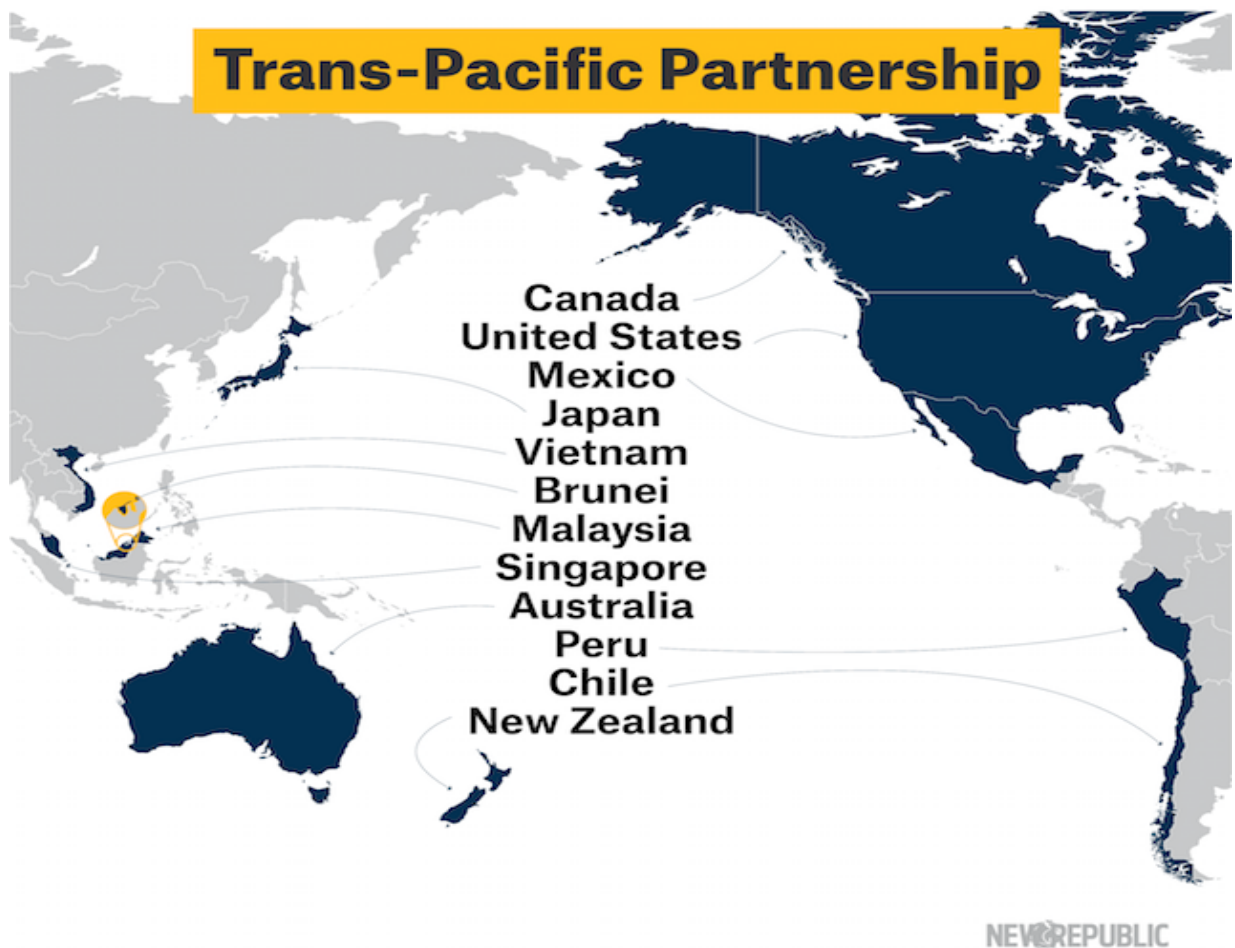 Trans-Pacific Partnership
Canada
United States
Mexico
Japan
Vietnam
Brunei
Malaysia
Singapore
Australia
Peru
Chile
New Zealand
NEW REPUBLIC